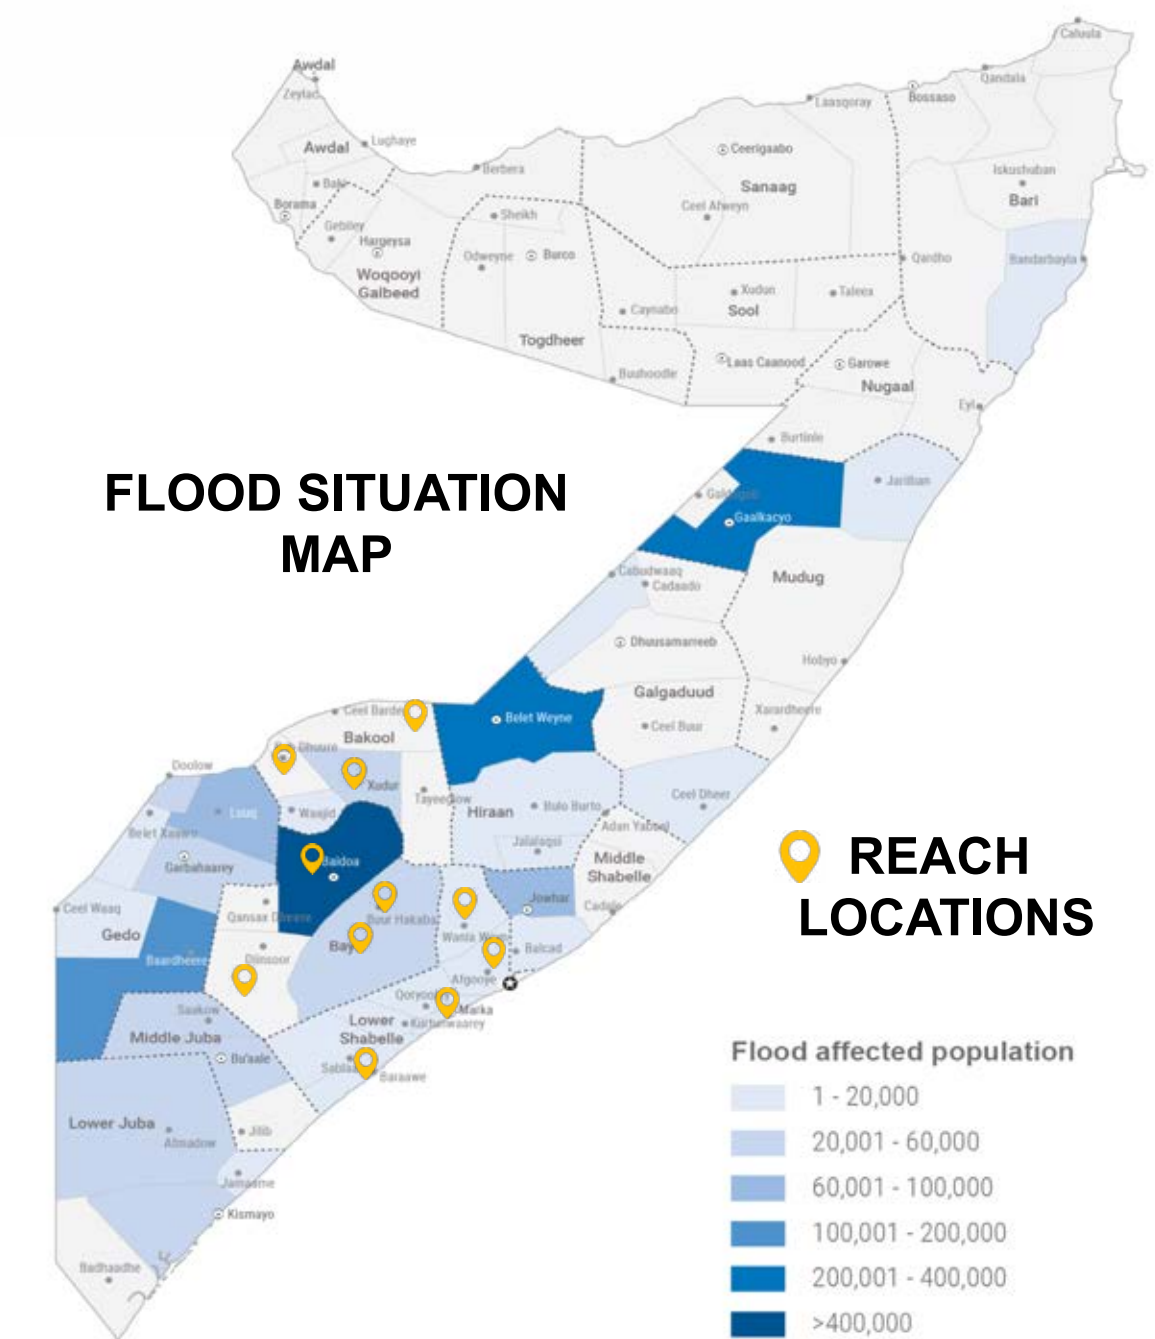 Caluula
Awdal
Qandala
Zeylac
Bossaso
Laasqoray
Lughaye
Awdal
Ceerigaabo
Berbera
Iskushuban
Baki
Sanaag
Bari
Borama
Ceel Afweyn
Sheikh
Gebiley
Hargeysa
Odweyne
Burco
Qardho
Bandarbayla
Woqooyi
Galbeed
Xudun
Taleex
Caynabo
Sool
Togdheer
Laas Caanood
Garowe
Buuhoodle
Nugaal
Eyl
Burtinle
FLOOD SITUATION
MAP
Jariiban
Gaalkacyo
Cabudwaaq
Cadaado
Mudug
Dhuusamarreeb
Hobyo
Galgaduud
Xarardheere
Ceel Barde
Belet Weyne
Ceel Buur
Bakool
Dhuure
Doolow
Xudur
Tayeeglow
Ceel Dheer
Luuq
Waajid
Hiraan
Bulo Burto
Adan Yabaal
Belet Xaawo
Jalalaqsi
Garbahaarey
Baidoa
Middle
Shabelle
REACH
LOCATIONS
Ceel Waaq
Qansax Dheere
Buur Hakaba
Jowhar
Cadale
Gedo
Wanla Weyn
Bay
Balcad
Baardheere
Diinsoor
Afgooye
Qoryooley
Marka
Saakow
Lower
Shabelle
Kurtunwaarey
Middle Juba
Bu'aale
Sablaale
Baraawe
Lower Juba
Afmadow
Jilib
Jamaame
Kismayo
Badhaadhe
Flood affected population
1 - 20,000
20,001 - 60,000
60,001 - 100,000
100,001 - 200,000
200,001 - 400,000
>400,000